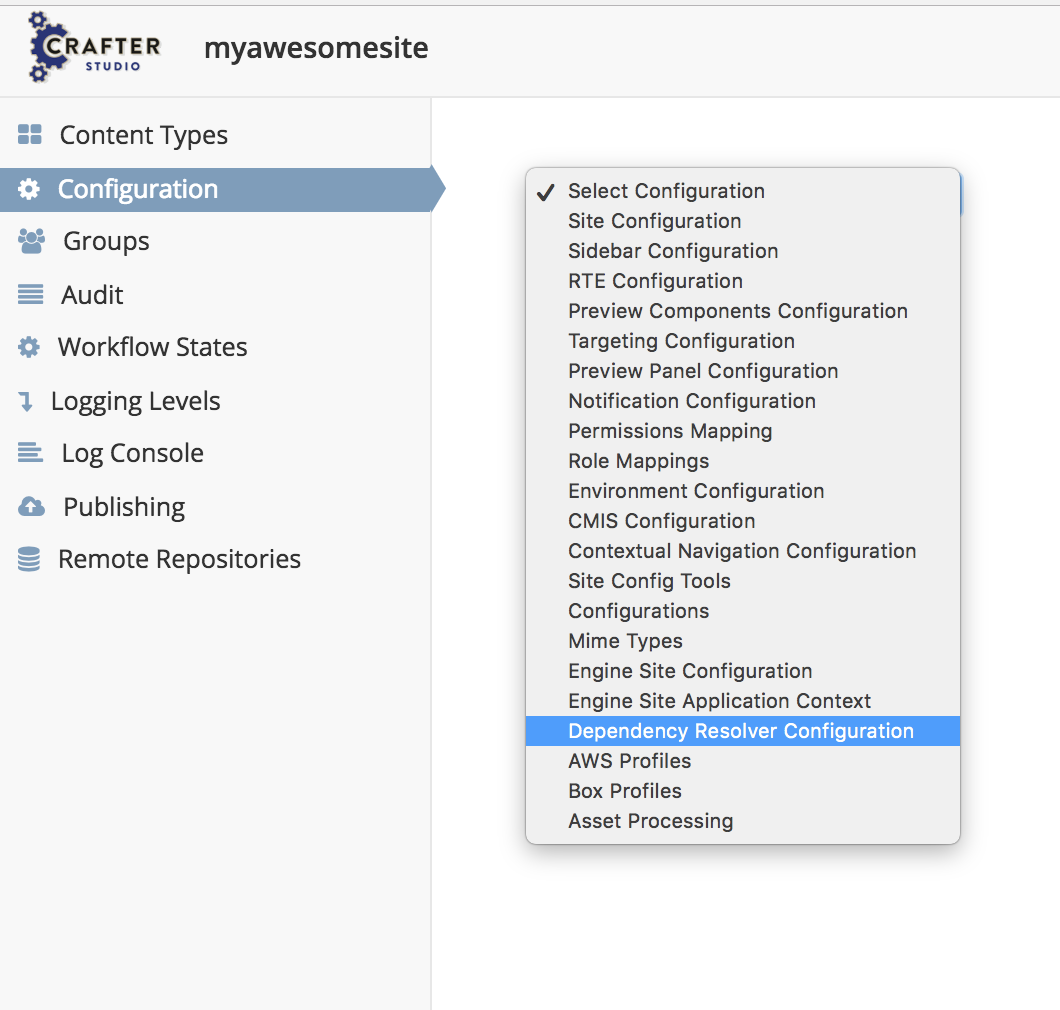 CRAFTER
STUDIO
myawesomesite
Content Types
Configuration
Groups
Audit
Workflow States
Logging Levels
Log Console
Publishing
Remote Repositories
✓ Select Configuration
Site Configuration
Sidebar Configuration
RTE Configuration
Preview Components Configuration
Targeting Configuration
Preview Panel Configuration
Notification Configuration
Permissions Mapping
Role Mappings
Environment Configuration
CMIS Configuration
Contextual Navigation Configuration
Site Config Tools
Configurations
Mime Types
Engine Site Configuration
Engine Site Application Context
Dependency Resolver Configuration
AWS Profiles
Box Profiles
Asset Processing